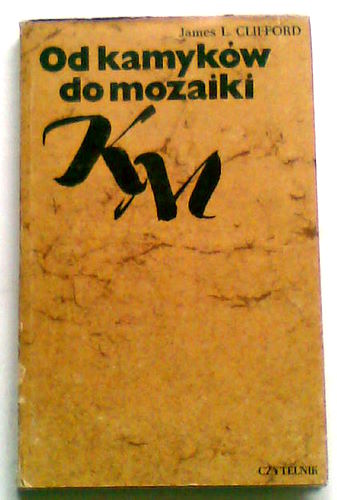 James L. CLIFFORD
Od kamyków
do mozaiki
KM
CZYTELNIK